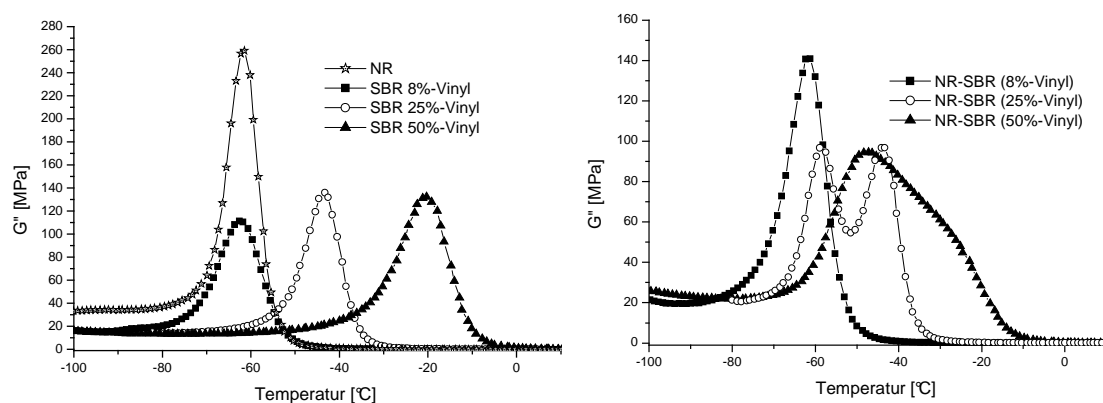 280
260
240
220
200
180
160
140
120
100
80
60
40
20
0
G" [MPa]
NR
SBR 8%-Vinyl
SBR 25%-Vinyl
SBR 50%-Vinyl
-100 -80 -60 -40 -20 0
Temperatur [°C]
160
140
120
100
80
60
40
20
0
G" [MPa]
NR-SBR (8%-Vinyl)
NR-SBR (25%-Vinyl)
NR-SBR (50%-Vinyl)
-100 -80 -60 -40 -20 0
Temperatur [°C]